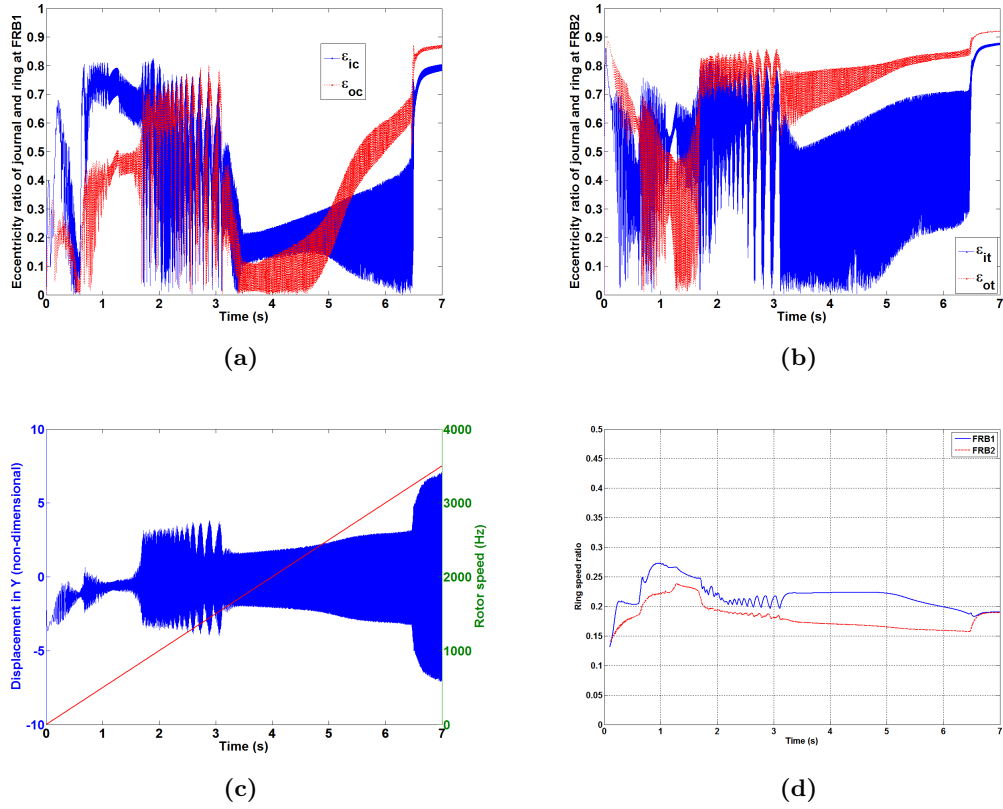 Eccentricity ratio of journal and ring at FRB1
1
0.9
0.8
0.7
0.6
0.5
0.4
0.3
0.2
0.1
0
0 1 2 3 4 5 6 7
Time (s)
εic
εoc
(a)
Eccentricity ratio of journal and ring at FRB2
1
0.9
0.8
0.7
0.6
0.5
0.4
0.3
0.2
0.1
0
0 1 2 3 4 5 6 7
Time (s)
εit
εot
(b)
Displacement in Y (non-dimensional)
10
5
0
-5
-10
0 1 2 3 4 5 6 7
Time (s)
4000
3000
2000
1000
0
Rotor speed (Hz)
(c)
Ring speed ratio
0.5
0.45
0.4
0.35
0.3
0.25
0.2
0.15
0.1
0.05
0
0 1 2 3 4 5 6 7
Time (s)
FRB1
FRB2
(d)